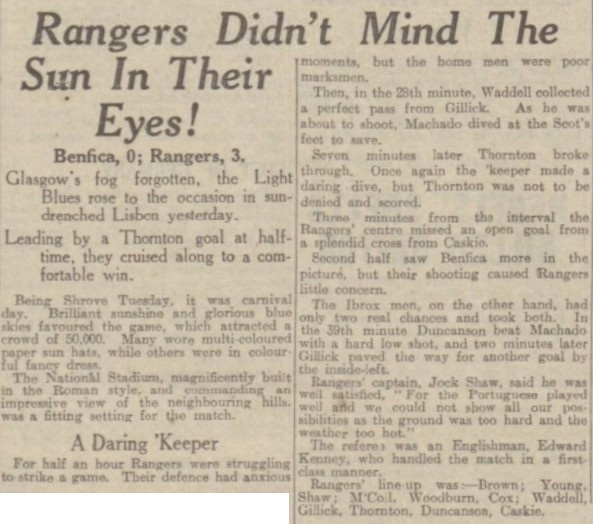 Rangers Didn't Mind The
Sun In Their
Eyes!
Benfica, 0; Rangers, 3.
Glasgow's fog forgotten, the Light
Blues rose to the occasion in sun-
drenched Lisbon yesterday.
Leading by a Thornton goal at half-
time, they cruised along to a com-
fortable win.
Being Shrove Tuesday, it was carnival
day. Brilliant sunshine and glorious blue
skies favoured the game, which attracted a
crowd of 50,000. Many wore multi-coloured
paper sun hats, while others were in colour-
ful fancy dress.
The National Stadium, magnificently built
in the Roman style, and commanding an
impressive view of the neighbouring hills,
was a fitting setting for the match.
A Daring 'Keeper
For half an hour Rangers were struggling
to strike a game. Their defence had anxious
moments, but the home men were poor
marksmen.
Then, in the 28th minute, Waddell collected
a perfect pass from Gillick. As he was
about to shoot, Machado dived at the Scot's
feet to save.
Seven minutes later Thornton broke
through. Once again the 'keeper made a
daring dive, but Thornton was not to be
denied and scored.
Three minutes from the interval the
Rangers' centre missed an open goal from
a splendid cross from Caskie.
Second half saw Benfica more in the
picture, but their shooting caused Rangers
little concern.
The Ibrox men, on the other hand, had
only two real chances and took both. In
the 39th minute Duncanson beat Machado
with a hard low shot, and two minutes later
Gillick paved the way for another goal by
the inside-left.
Rangers' captain, Jock Shaw, said he was
well satisfied, "For the Portuguese played
well and we could not show all our pos-
sibilities as the ground was too hard and the
weather too hot."
The referee was an Englishman, Edward
Kenney, who handled the match in a first-
class manner.
Rangers' line-up was:—Brown; Young,
Shaw; M'Coll, Woodburn, Cox; Waddell,
Gillick, Thornton, Duncanson, Caskie.